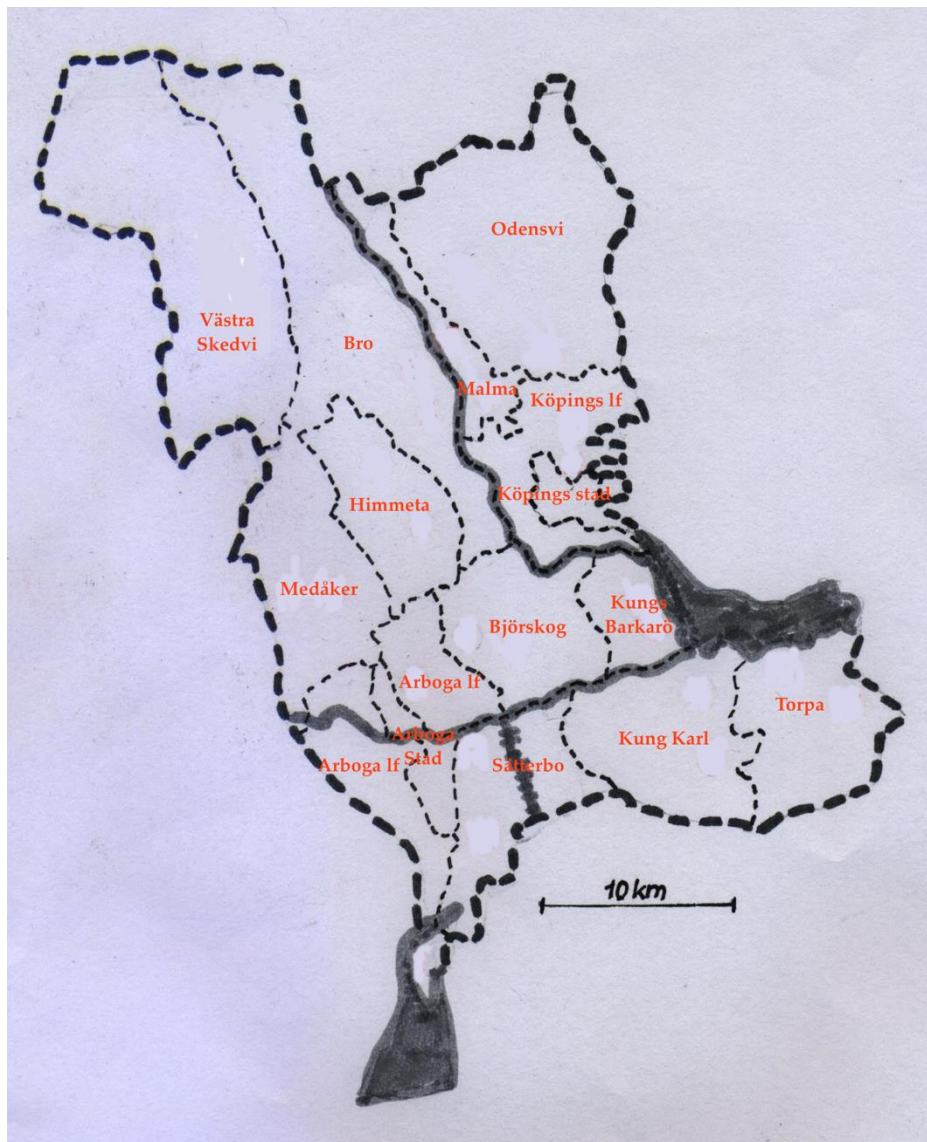 Odensvi
Västra
Skedvi
Bro
Malma
Köpings lf
Köpings stad
Himmeta
Medåker
Björskog
Kungs
Barkarö
Arboga lf
Torpa
Arboga
Stad
Kung Karl
Arboga lf
Sätterbo
10 km